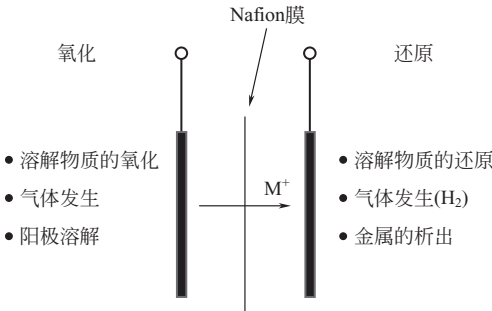 Nafion膜
氧化
还原
• 溶解物质的氧化
• 气体发生
• 阳极溶解
M⁺
• 溶解物质的还原
• 气体发生(H₂)
• 金属的析出